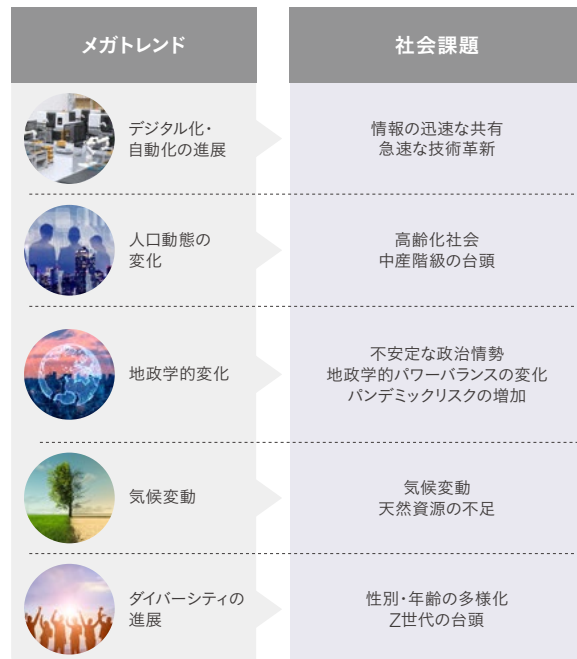 メガトレンド
社会課題
デジタル化・
自動化の進展
情報の迅速な共有
急速な技術革新
人口動態の
変化
高齢化社会
中産階級の台頭
地政学的変化
不安定な政治情勢
地政学的パワーバランスの変化
パンデミックリスクの増加
気候変動
気候変動
天然資源の不足
ダイバーシティの
進展
性別・年齢の多様化
Z世代の台頭